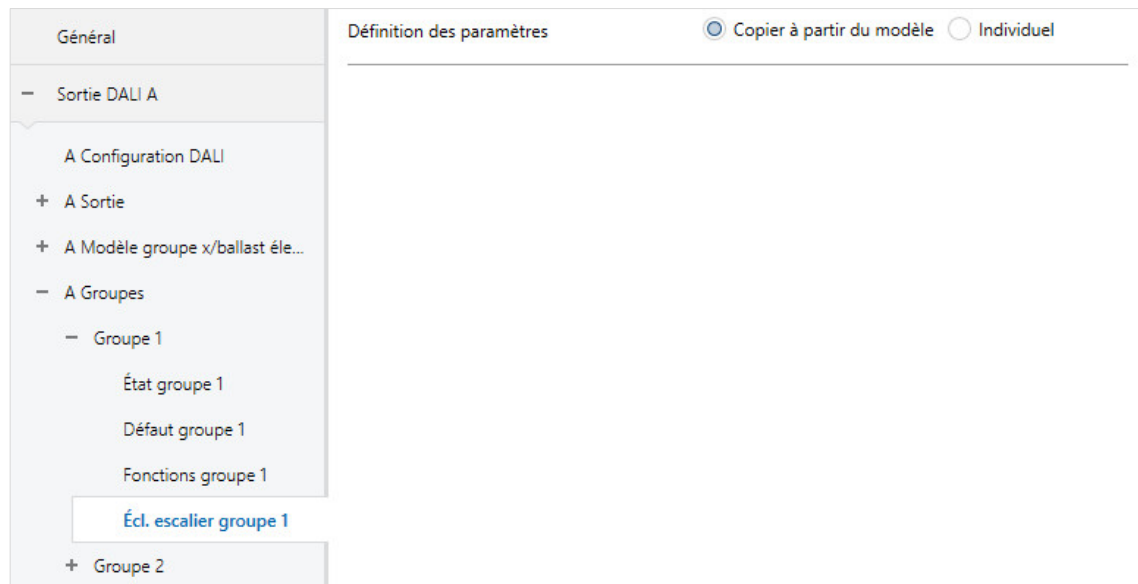 Général
Définition des paramètres Copier à partir du modèle Individuel
Sortie DALI A
A Configuration DALI
A Sortie
A Modèle groupe x/ballast éle...
A Groupes
Groupe 1
État groupe 1
Défaut groupe 1
Fonctions groupe 1
Écl. escalier groupe 1
Groupe 2